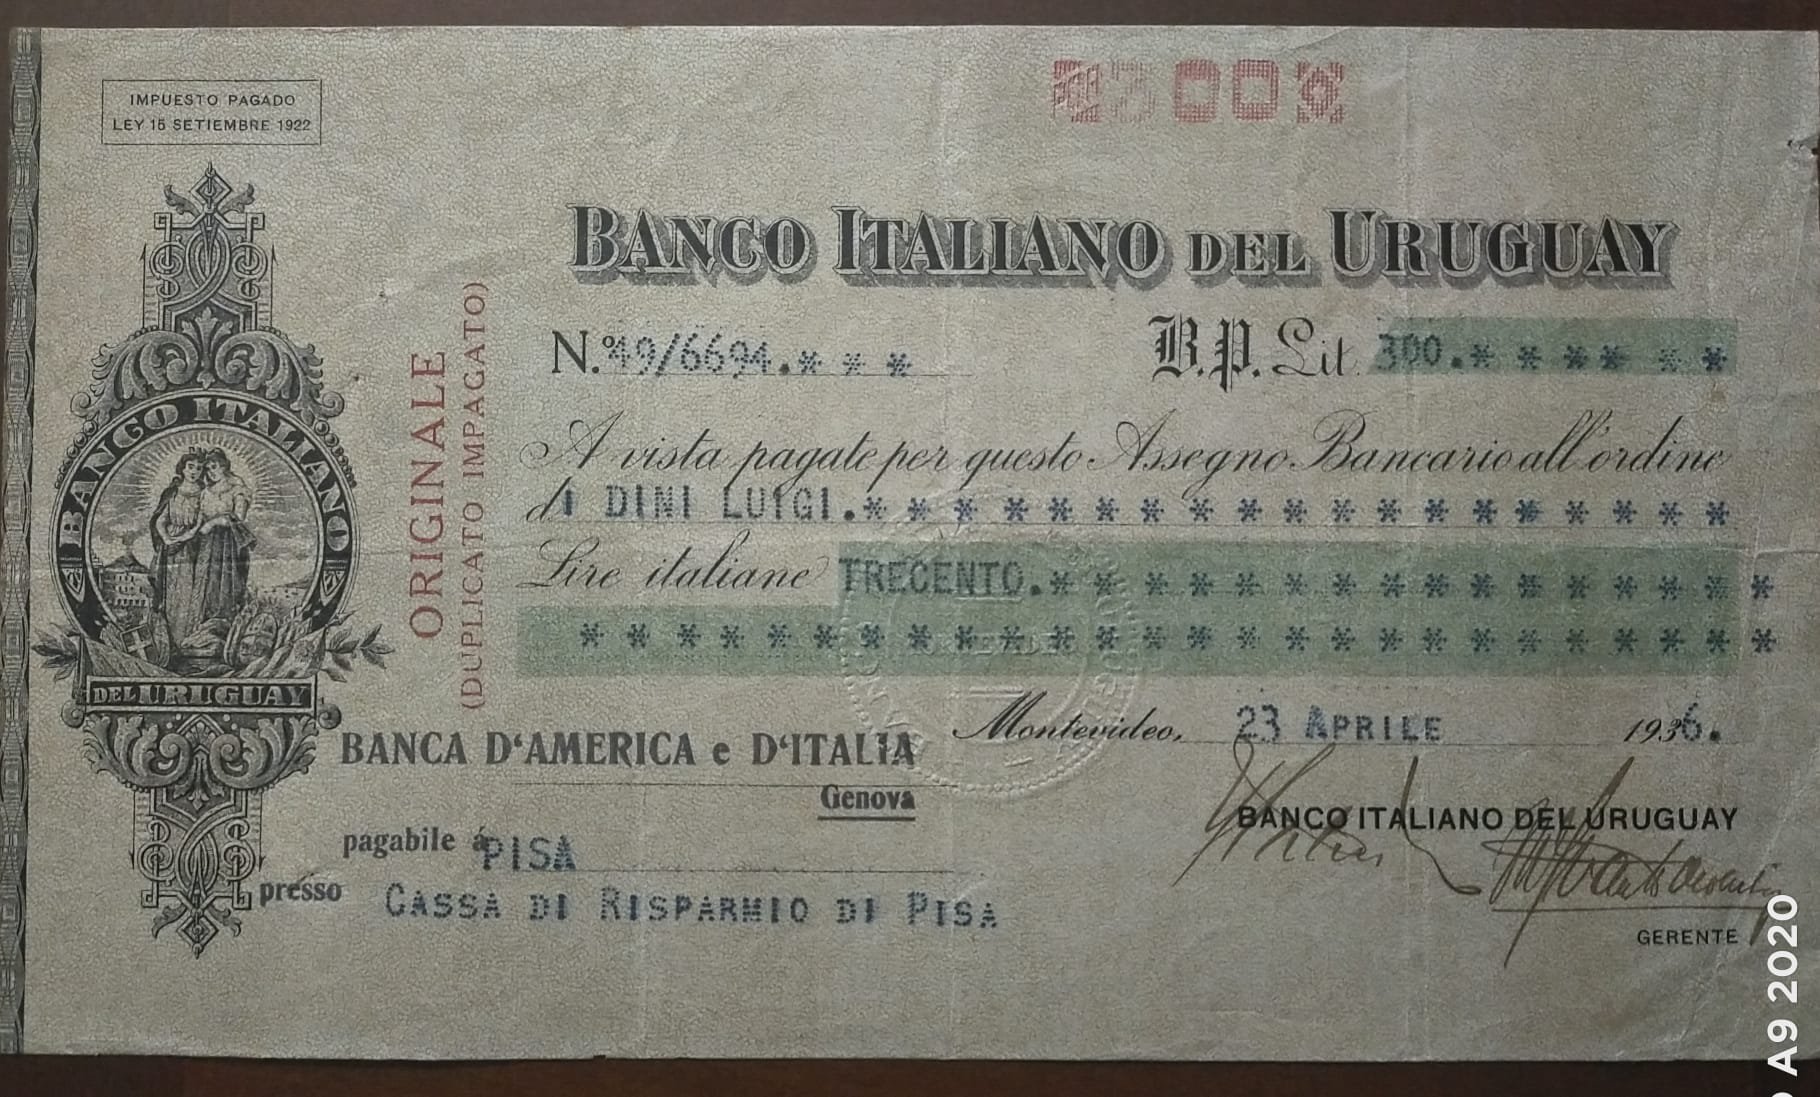 IMPUESTO PAGADO
LEY 15 SETIEMBRE 1922
300
BANCO ITALIANO DEL URUGUAY
N.º 49/6694.***
B.P. Lit. 300.******
A vista pagate per questo Assegno Bancario all'ordine
di DINI LUIGI.*******************
Lire italiane TRECENTO.****************
**************************
Montevideo, 23 APRILE 1936.
ORIGINALE
(DUPLICATO IMPAGATO)
BANCO ITALIANO
DEL URUGUAY
BANCA D'AMERICA e D'ITALIA
Genova
pagabile á PISA
presso CASSA DI RISPARMIO DI PISA
BANCO ITALIANO DEL URUGUAY
GERENTE
A9 2020